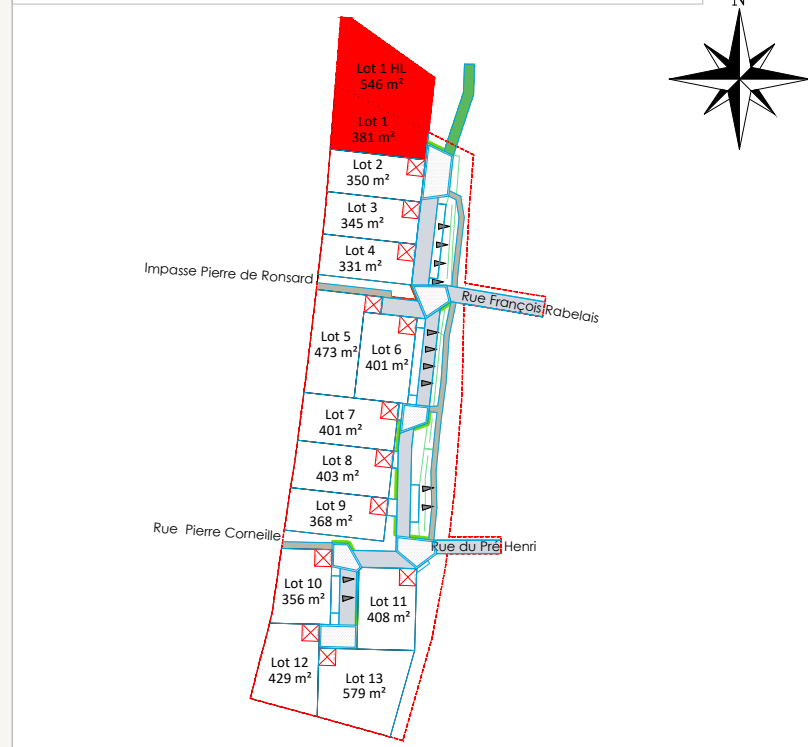 N
Lot 1 HL
546 m²
Lot 1
381 m²
Lot 2
350 m²
Lot 3
345 m²
Lot 4
331 m²
Impasse Pierre de Ronsard
Rue François Rabelais
Lot 5
473 m²
Lot 6
401 m²
Lot 7
401 m²
Lot 8
403 m²
Lot 9
368 m²
Rue Pierre Corneille
Rue du Pré Henri
Lot 10
356 m²
Lot 11
408 m²
Lot 12
429 m²
Lot 13
579 m²